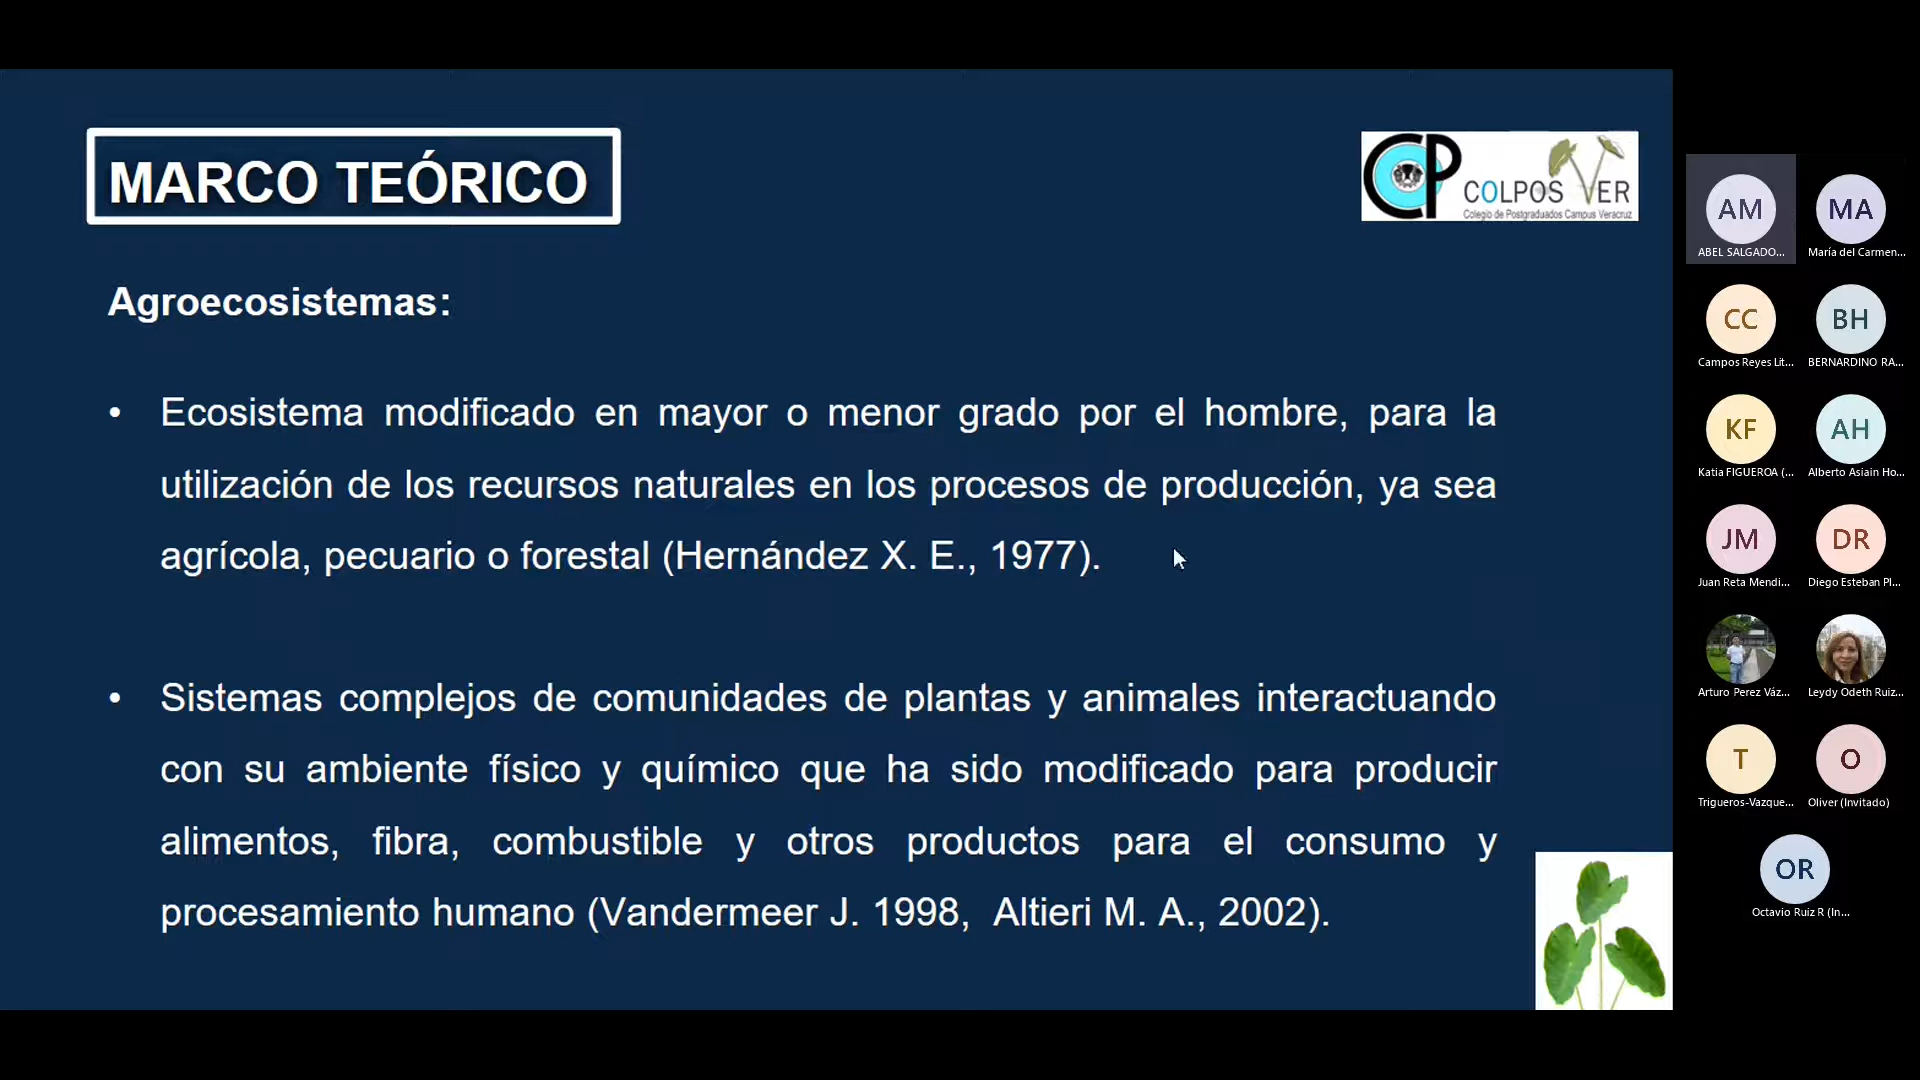 MARCO TEÓRICO
CP
COLPOS VER
Colegio de Postgraduados Campus Veracruz
Agroecosistemas:
• Ecosistema modificado en mayor o menor grado por el hombre, para la
utilización de los recursos naturales en los procesos de producción, ya sea
agrícola, pecuario o forestal (Hernández X. E., 1977).
• Sistemas complejos de comunidades de plantas y animales interactuando
con su ambiente físico y químico que ha sido modificado para producir
alimentos, fibra, combustible y otros productos para el consumo y
procesamiento humano (Vandermeer J. 1998, Altieri M. A., 2002).
AM
ABEL SALGADO...
MA
María del Carmen...
CC
Campos Reyes Lit...
BH
BERNARDINO RA...
KF
Katia FIGUEROA (...
AH
Alberto Asiain Ho...
JM
Juan Reta Mendi...
DR
Diego Esteban Pl...
Arturo Perez Váz...
Leydy Odeth Ruiz...
T
Trigueros-Vazque...
O
Oliver (Invitado)
OR
Octavio Ruiz R (In...